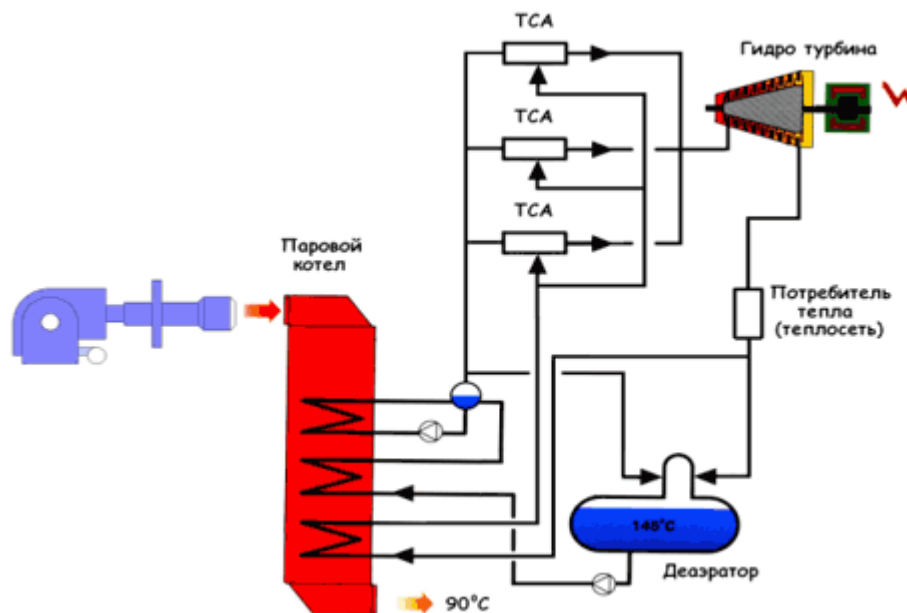 ТСА
Гидро турбина
ТСА
ТСА
Паровой
котел
Потребитель
тепла
(теплосеть)
145°C
Деаэратор
90°C